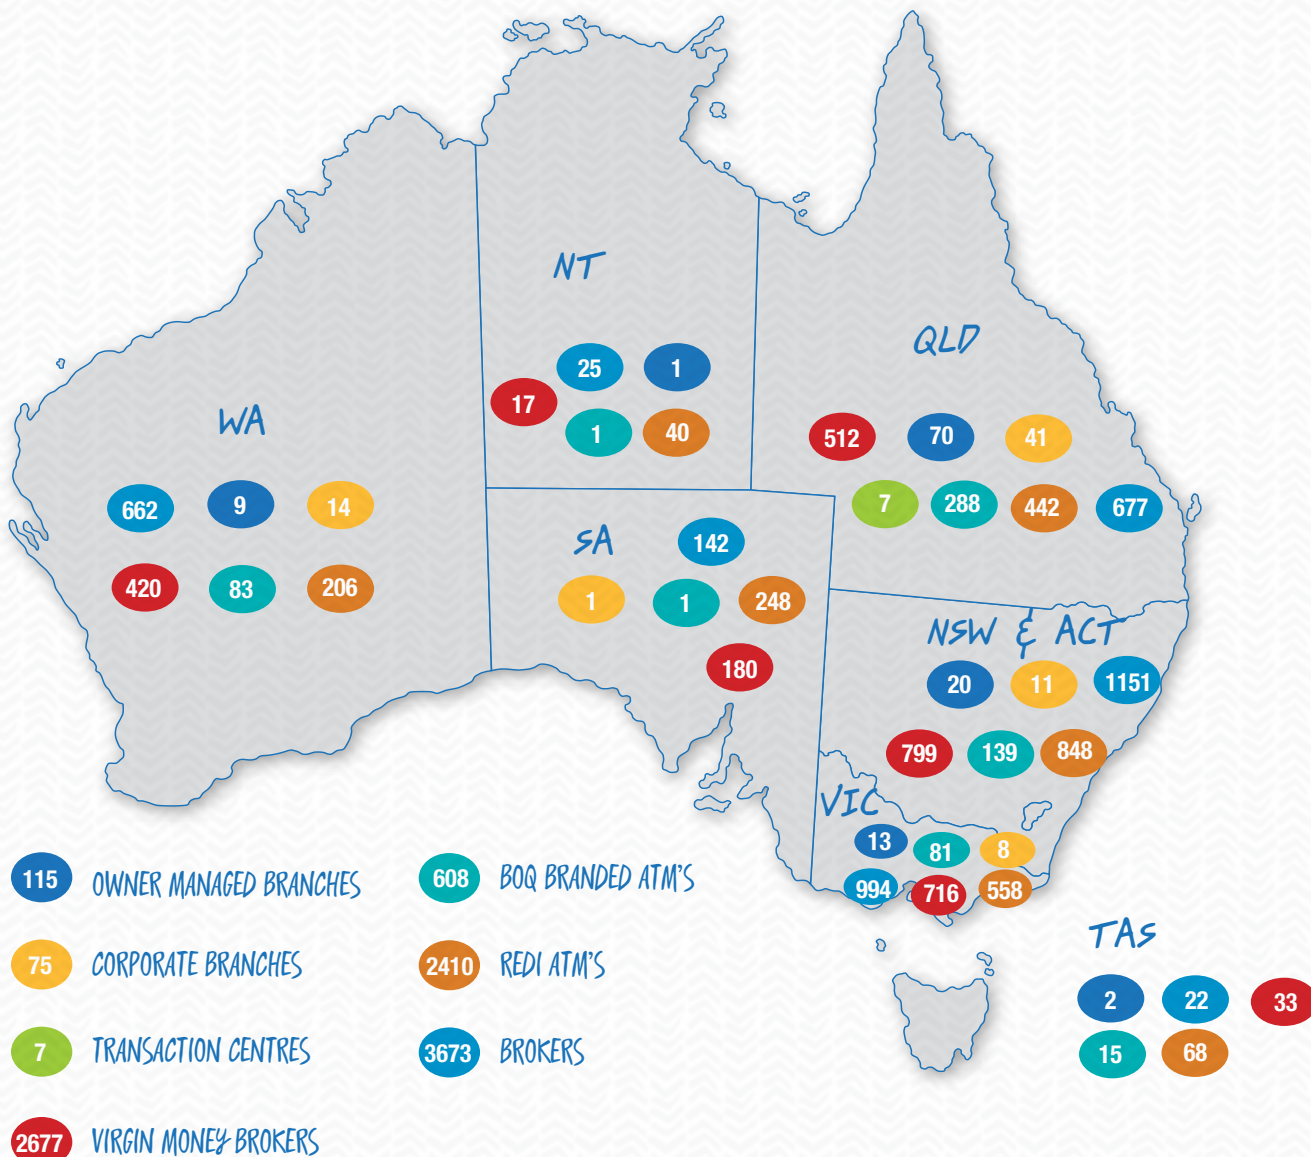 NT
25 1
17
1 40
QLD
512 70 41
7 288 442 677
WA
662 9 14
420 83 206
SA
142
1 1 248
180
NSW & ACT
20 11 1151
799 139 848
VIC
13 81 8
994 716 558
TAS
2 22 33
15 68
115 OWNER MANAGED BRANCHES
75 CORPORATE BRANCHES
7 TRANSACTION CENTRES
2677 VIRGIN MONEY BROKERS
608 BOQ BRANDED ATM'S
2410 REDI ATM'S
3673 BROKERS